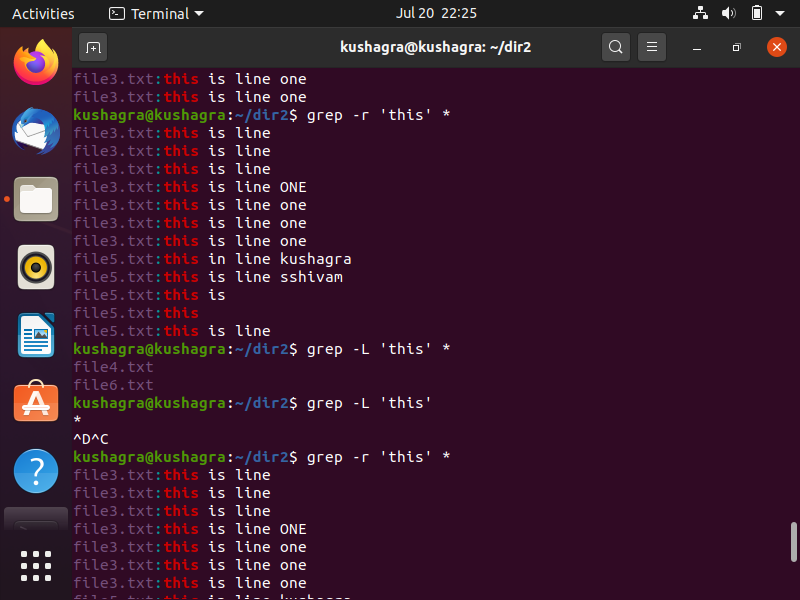 Activities Terminal Jul 20 22:25
kushagra@kushagra: ~/dir2
file3.txt:this is line one
file3.txt:this is line one
kushagra@kushagra:~/dir2$ grep -r 'this' *
file3.txt:this is line
file3.txt:this is line
file3.txt:this is line
file3.txt:this is line ONE
file3.txt:this is line one
file3.txt:this is line one
file3.txt:this is line one
file5.txt:this in line kushagra
file5.txt:this is line sshivam
file5.txt:this is
file5.txt:this
file5.txt:this is line
kushagra@kushagra:~/dir2$ grep -L 'this' *
file4.txt
file6.txt
kushagra@kushagra:~/dir2$ grep -L 'this'
*
^D^C
kushagra@kushagra:~/dir2$ grep -r 'this' *
file3.txt:this is line
file3.txt:this is line
file3.txt:this is line
file3.txt:this is line ONE
file3.txt:this is line one
file3.txt:this is line one
file3.txt:this is line one
file5.txt:this in line kushagra